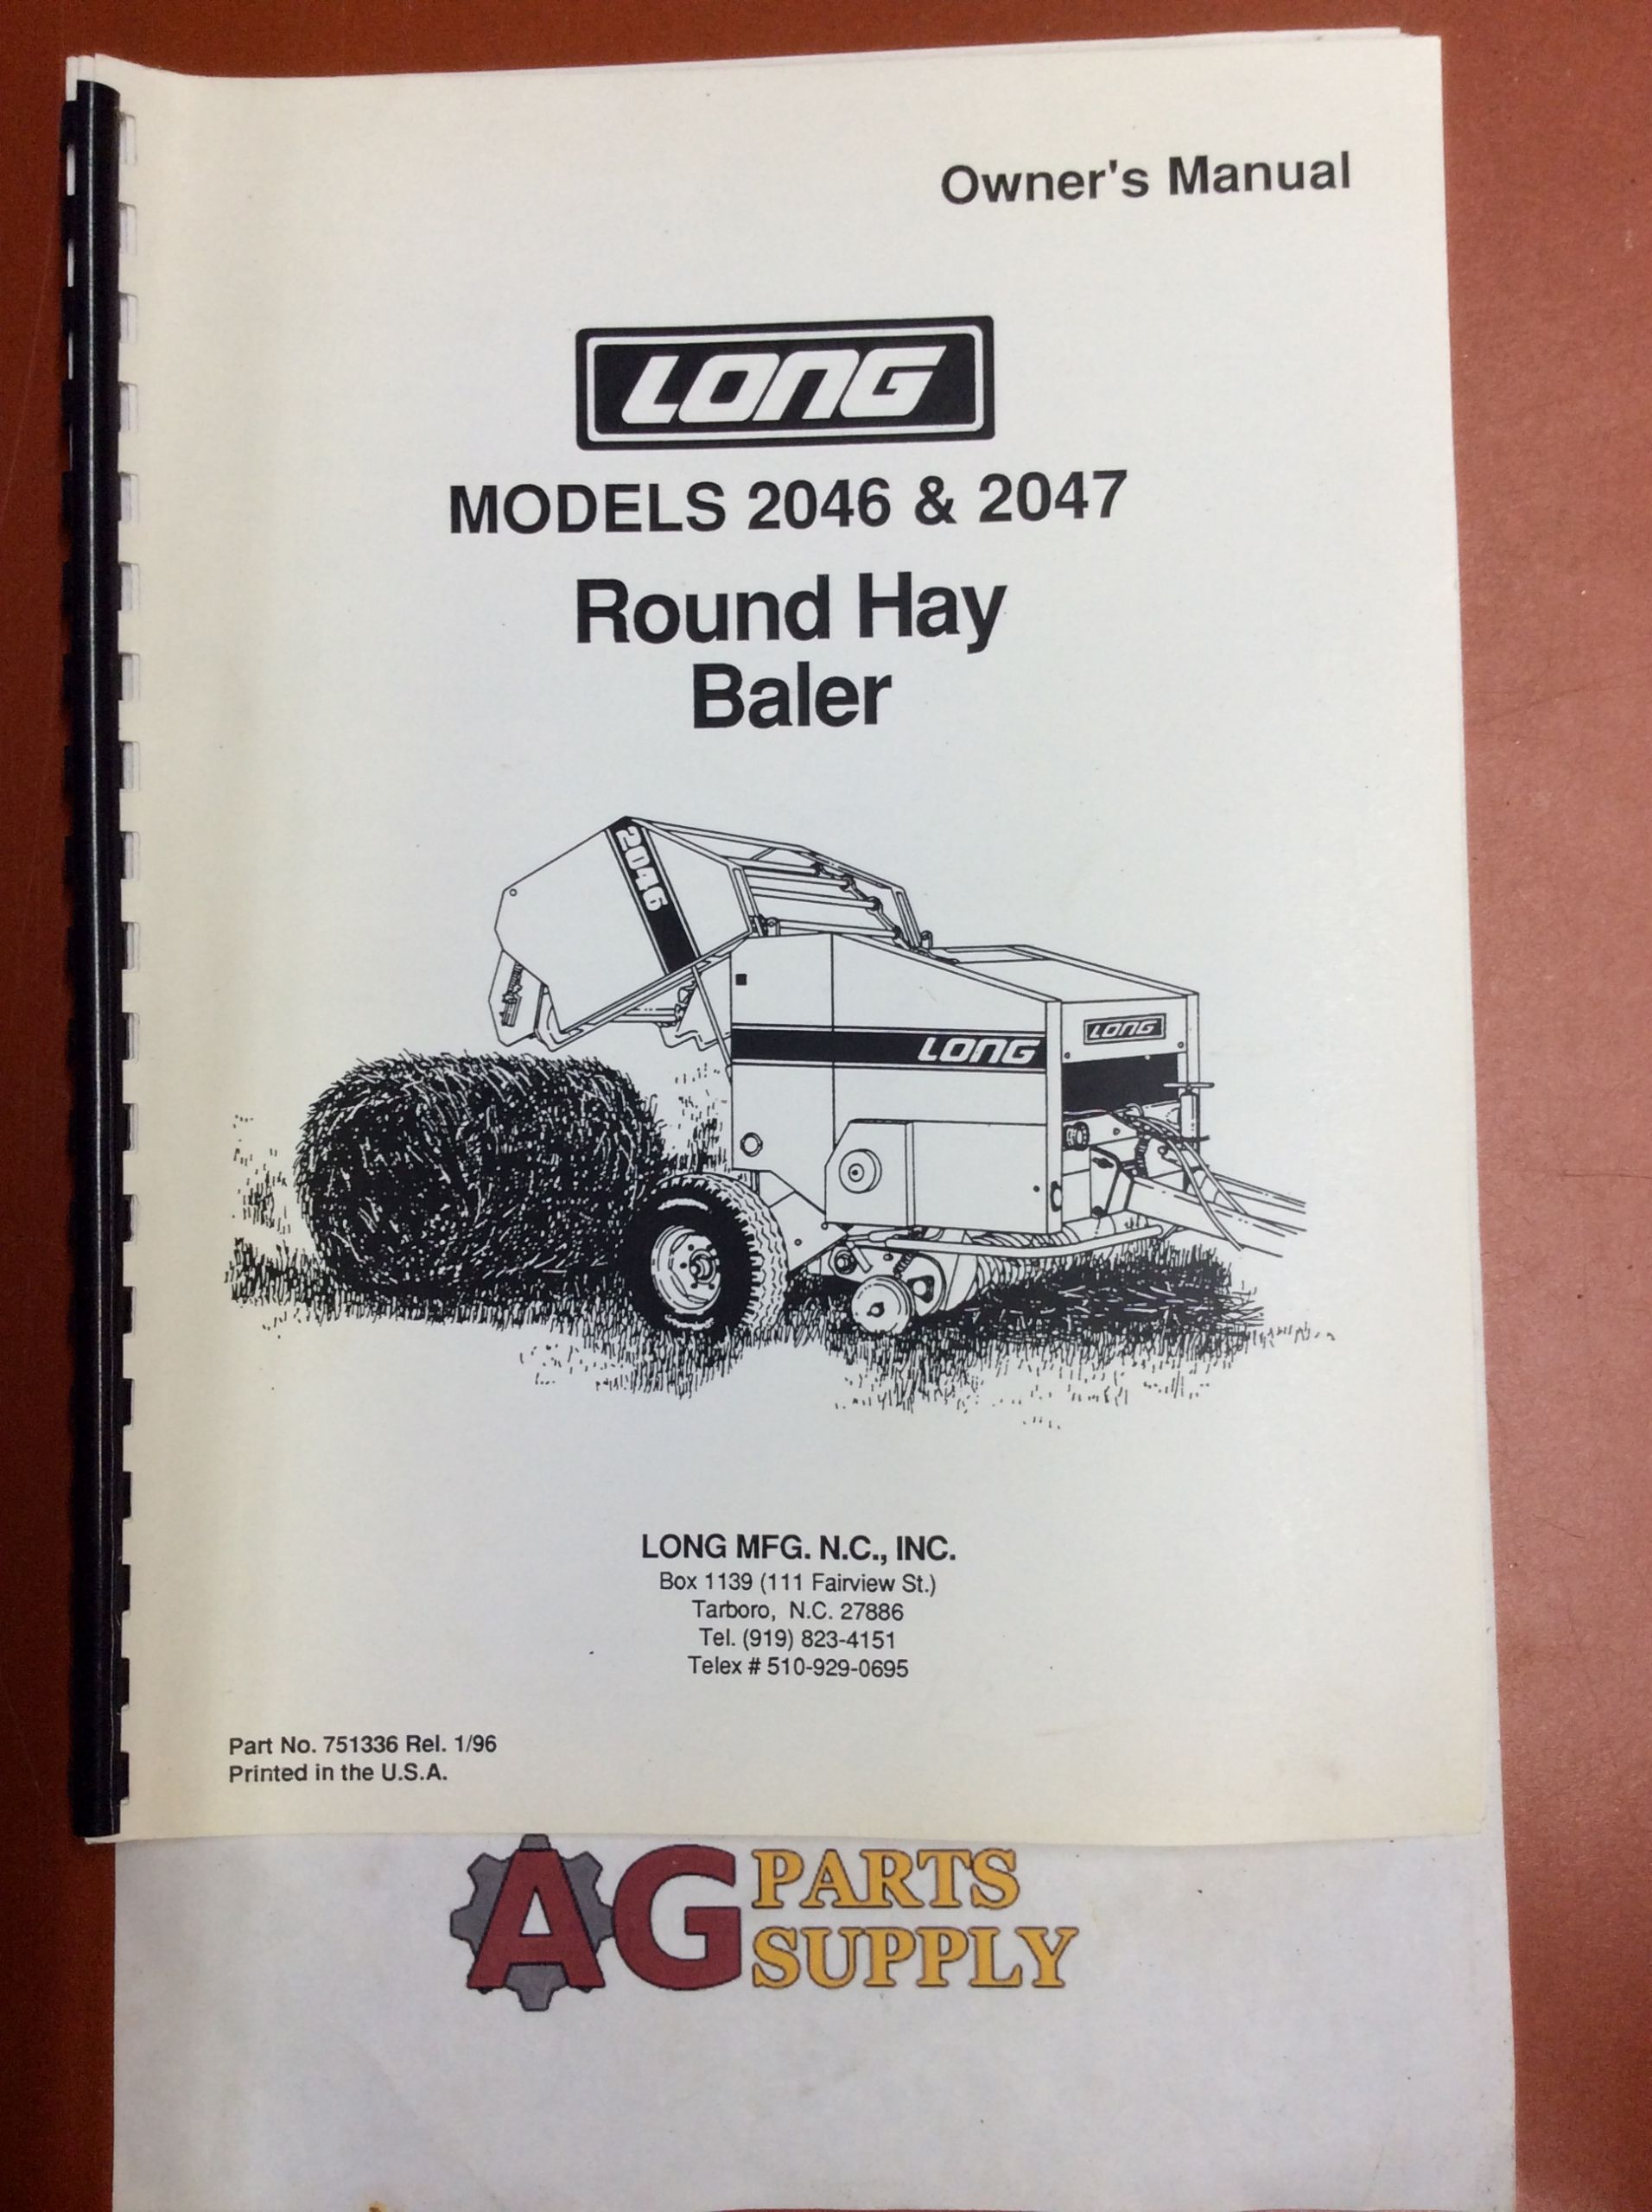 Owner's Manual
LONG
MODELS 2046 & 2047
Round Hay
Baler
2046
LONG
LONG
LONG MFG. N.C., INC.
Box 1139 (111 Fairview St.)
Tarboro, N.C. 27886
Tel. (919) 823-4151
Telex # 510-929-0695
Part No. 751336 Rel. 1/96
Printed in the U.S.A.
AG PARTS
SUPPLY